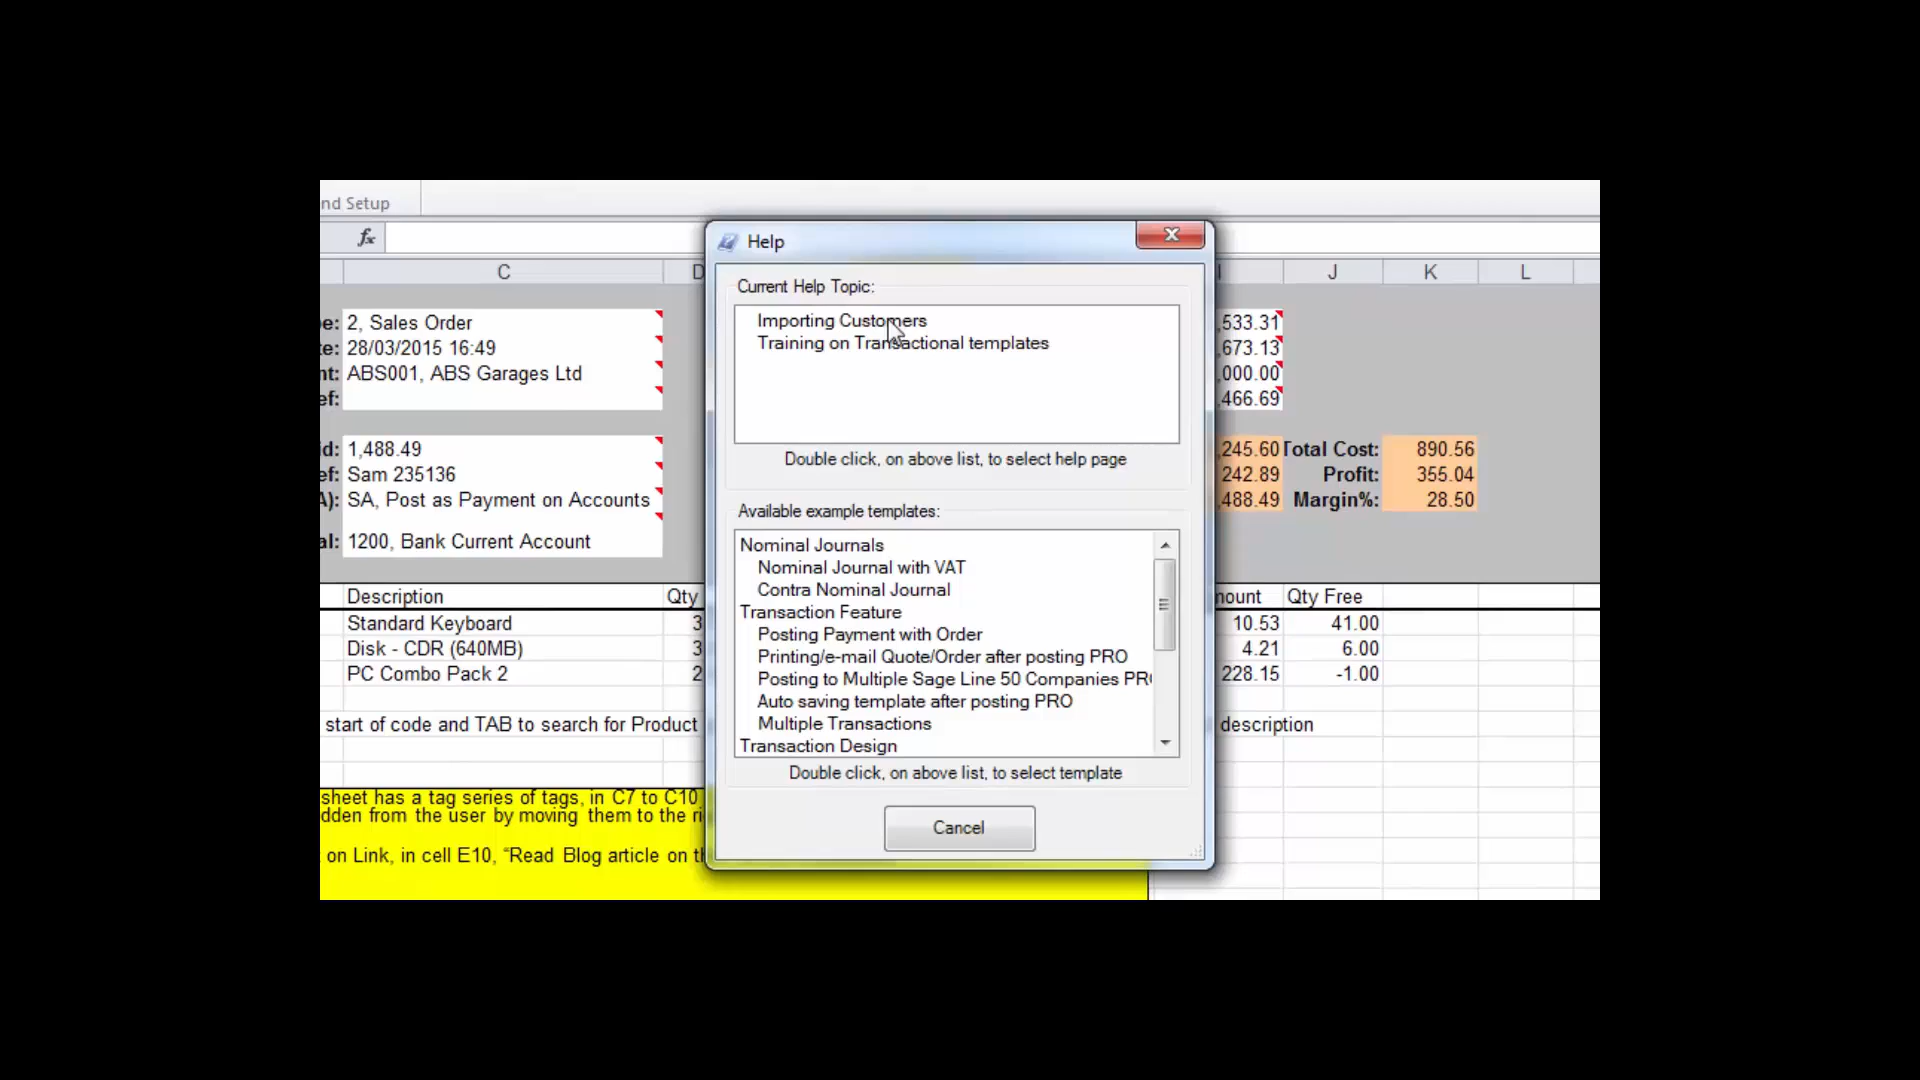 nd Setup
fx
C D I J K L
e: 2, Sales Order
te: 28/03/2015 16:49
nt: ABS001, ABS Garages Ltd
ef:
id: 1,488.49
ef: Sam 235136
A): SA, Post as Payment on Accounts
al: 1200, Bank Current Account
Help
Current Help Topic:
Importing Customers
Training on Transactional templates
Double click, on above list, to select help page
Available example templates:
Nominal Journals
Nominal Journal with VAT
Contra Nominal Journal
Transaction Feature
Posting Payment with Order
Printing/e-mail Quote/Order after posting PRO
Posting to Multiple Sage Line 50 Companies PR
Auto saving template after posting PRO
Multiple Transactions
Transaction Design
Double click, on above list, to select template
Cancel
,533.31
,673.13
,000.00
,466.69
,245.60 Total Cost: 890.56
242.89 Profit: 355.04
,488.49 Margin%: 28.50
Description Qty ount Qty Free
Standard Keyboard 3 10.53 41.00
Disk - CDR (640MB) 3 4.21 6.00
PC Combo Pack 2 2 228.15 -1.00
start of code and TAB to search for Product description
sheet has a tag series of tags, in C7 to C10
dden from the user by moving them to the ri
on Link, in cell E10, “Read Blog article on th